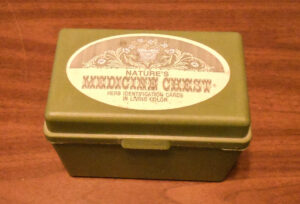 NATURE'S
MEDICINE CHEST®
HERB IDENTIFICATION CARDS
IN LIVING COLOR